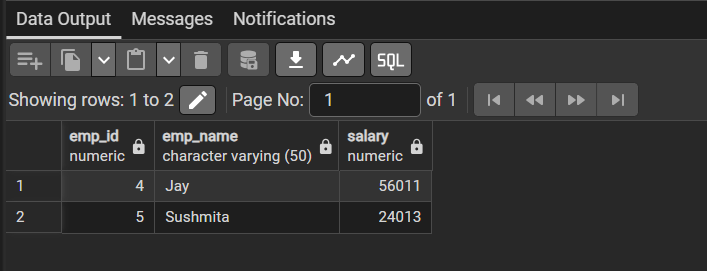 Data Output Messages Notifications
SQL
Showing rows: 1 to 2 Page No: 1 of 1
emp_id emp_name salary
numeric character varying (50) numeric
1 4 Jay 56011
2 5 Sushmita 24013